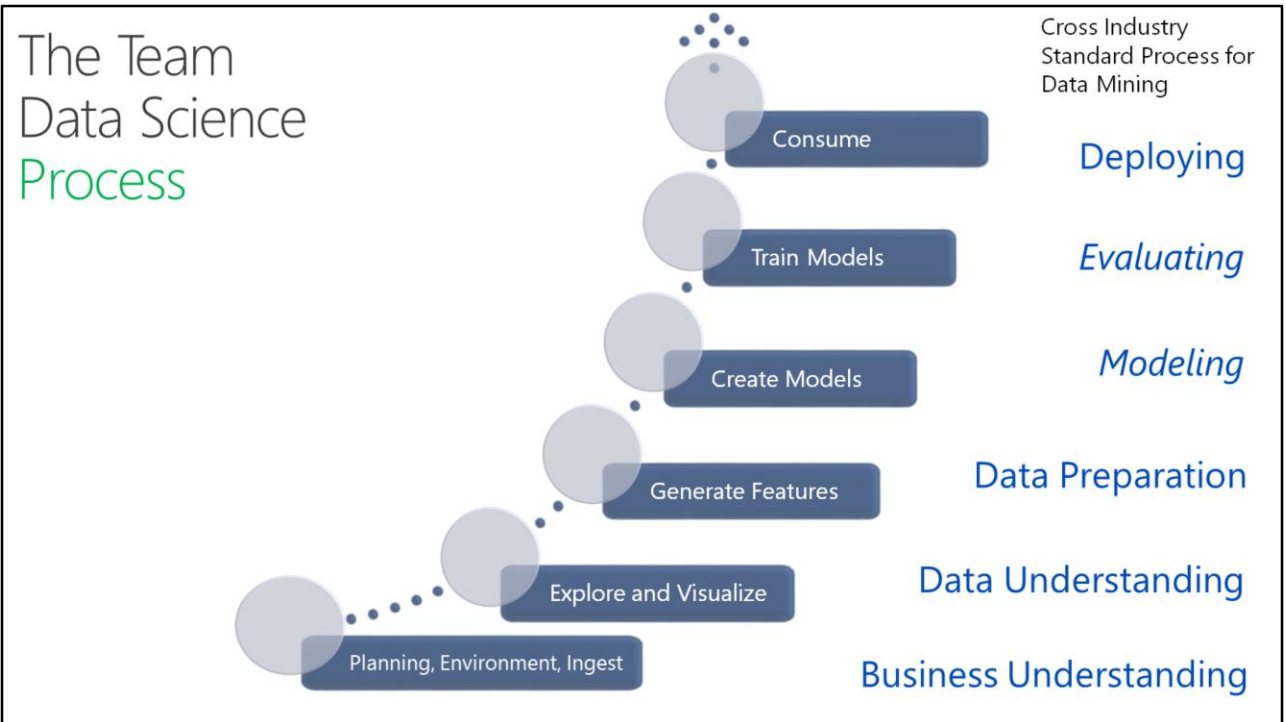 The Team
Data Science
Process
Cross Industry
Standard Process for
Data Mining
Consume
Deploying
Train Models
Evaluating
Create Models
Modeling
Generate Features
Data Preparation
Explore and Visualize
Data Understanding
Planning, Environment, Ingest
Business Understanding